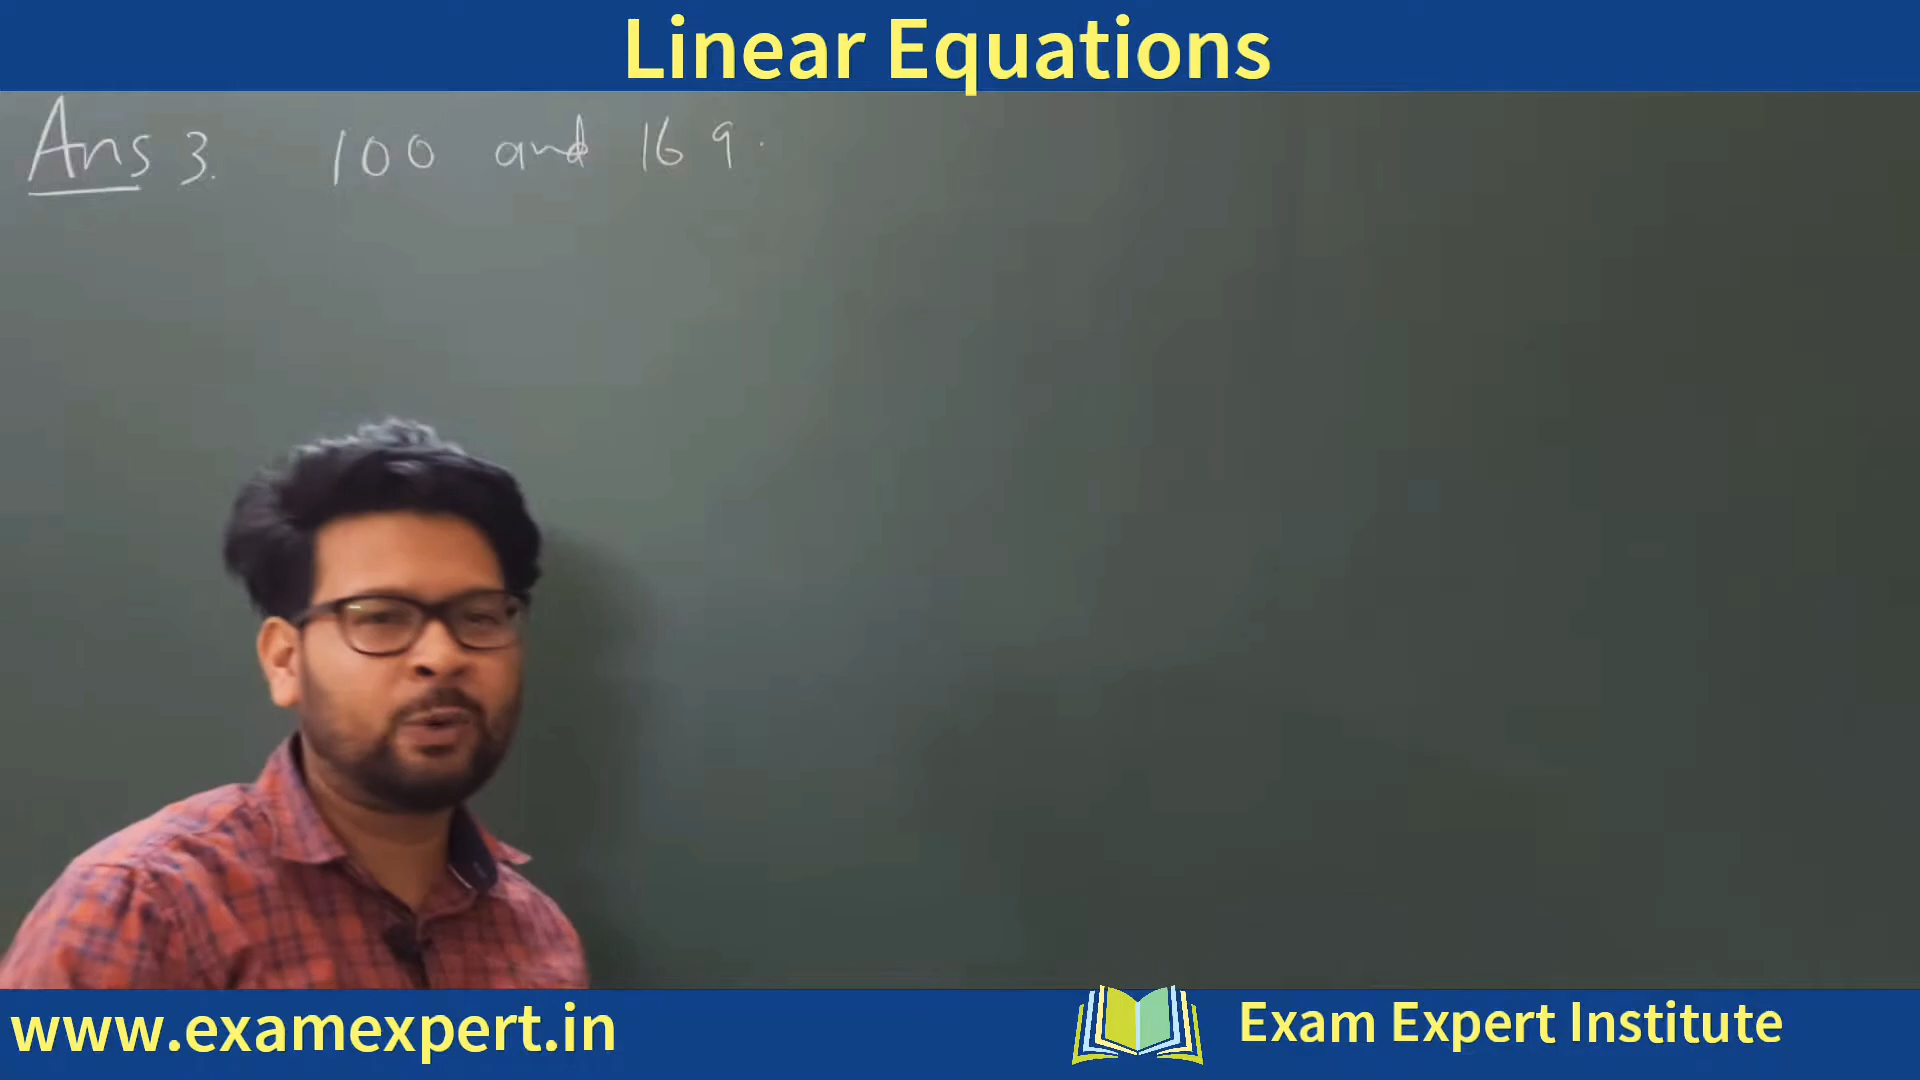 Linear Equations
Ans 3. 100 and 169.
www.examexpert.in
Exam Expert Institute